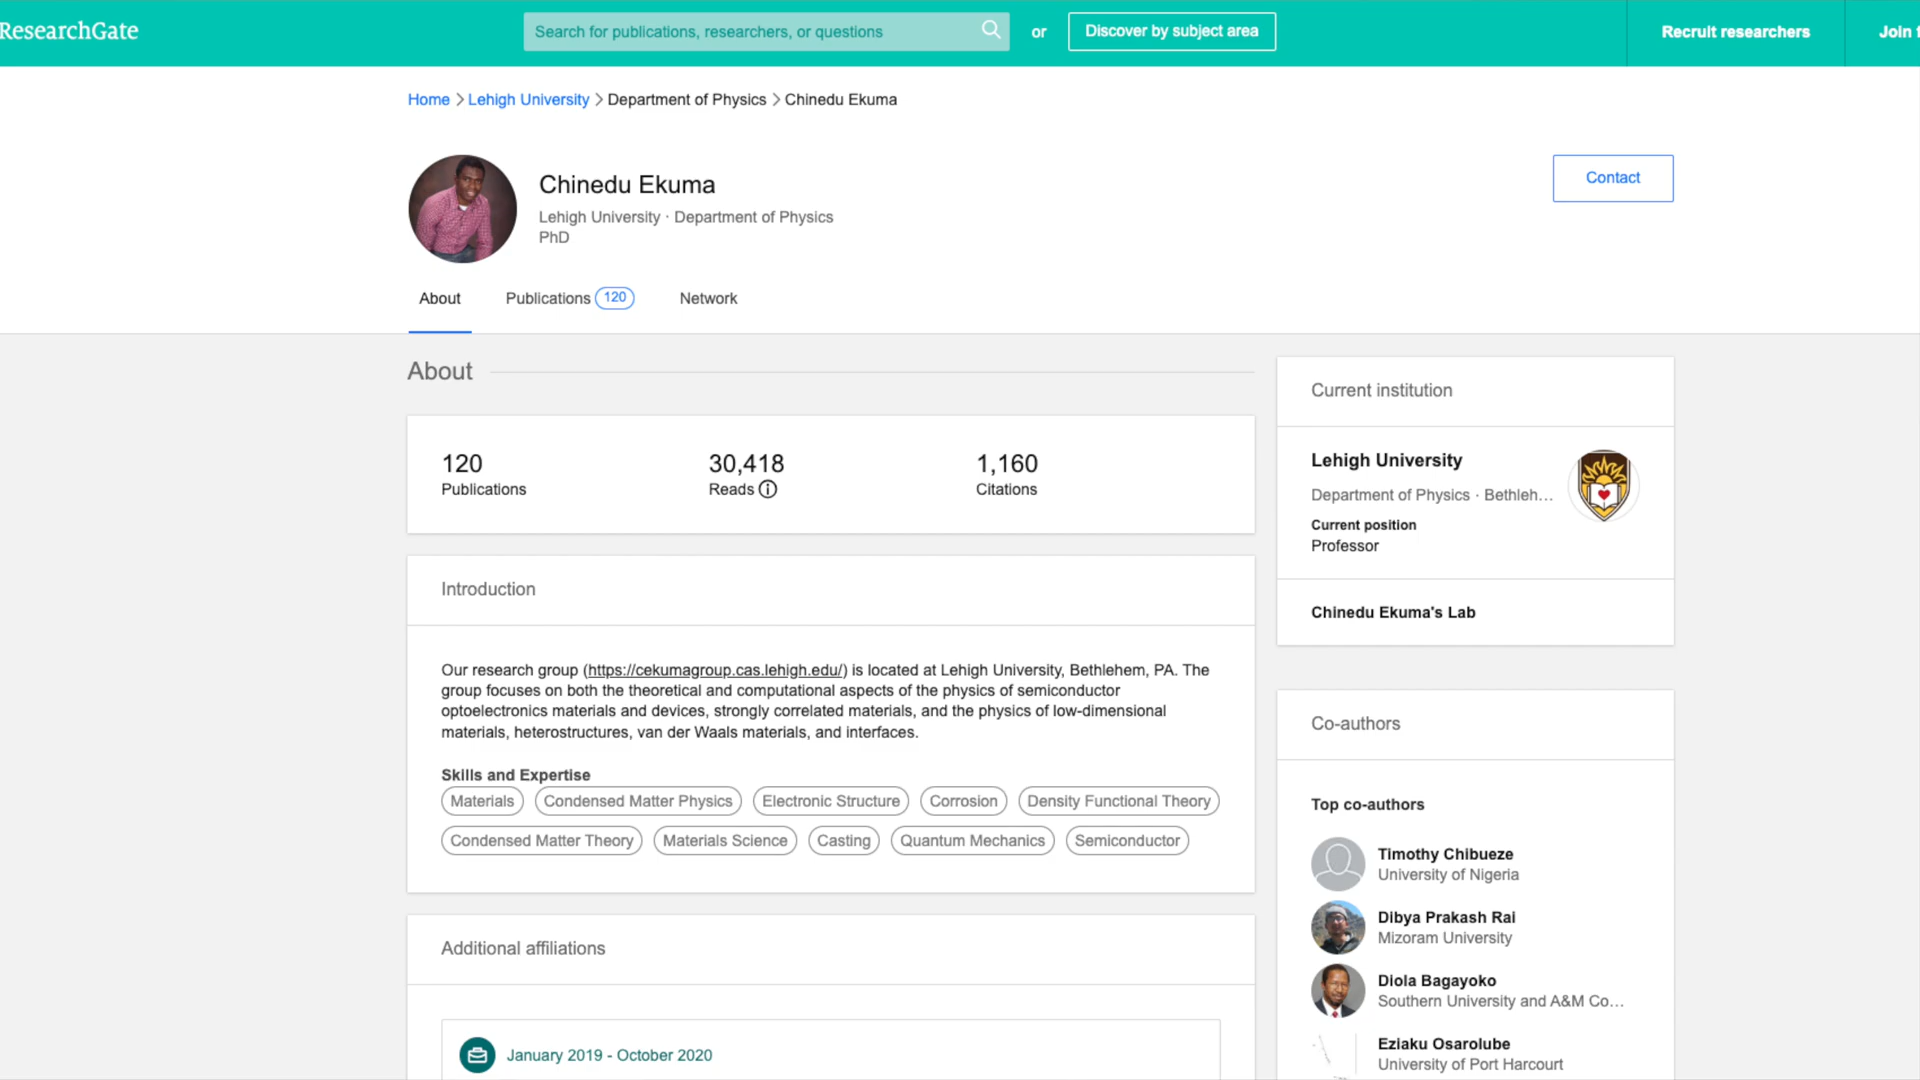 ResearchGate
Search for publications, researchers, or questions
or
Discover by subject area
Recruit researchers
Join
Home > Lehigh University > Department of Physics > Chinedu Ekuma
Chinedu Ekuma
Lehigh University · Department of Physics
PhD
Contact
About
Publications 120
Network
About
120
Publications
30,418
Reads
1,160
Citations
Introduction
Our research group (https://cekumagroup.cas.lehigh.edu/) is located at Lehigh University, Bethlehem, PA. The
group focuses on both the theoretical and computational aspects of the physics of semiconductor
optoelectronics materials and devices, strongly correlated materials, and the physics of low-dimensional
materials, heterostructures, van der Waals materials, and interfaces.
Skills and Expertise
Materials
Condensed Matter Physics
Electronic Structure
Corrosion
Density Functional Theory
Condensed Matter Theory
Materials Science
Casting
Quantum Mechanics
Semiconductor
Additional affiliations
January 2019 - October 2020
Current institution
Lehigh University
Department of Physics · Bethleh...
Current position
Professor
Chinedu Ekuma's Lab
Co-authors
Top co-authors
Timothy Chibueze
University of Nigeria
Dibya Prakash Rai
Mizoram University
Diola Bagayoko
Southern University and A&M Co...
Eziaku Osarolube
University of Port Harcourt